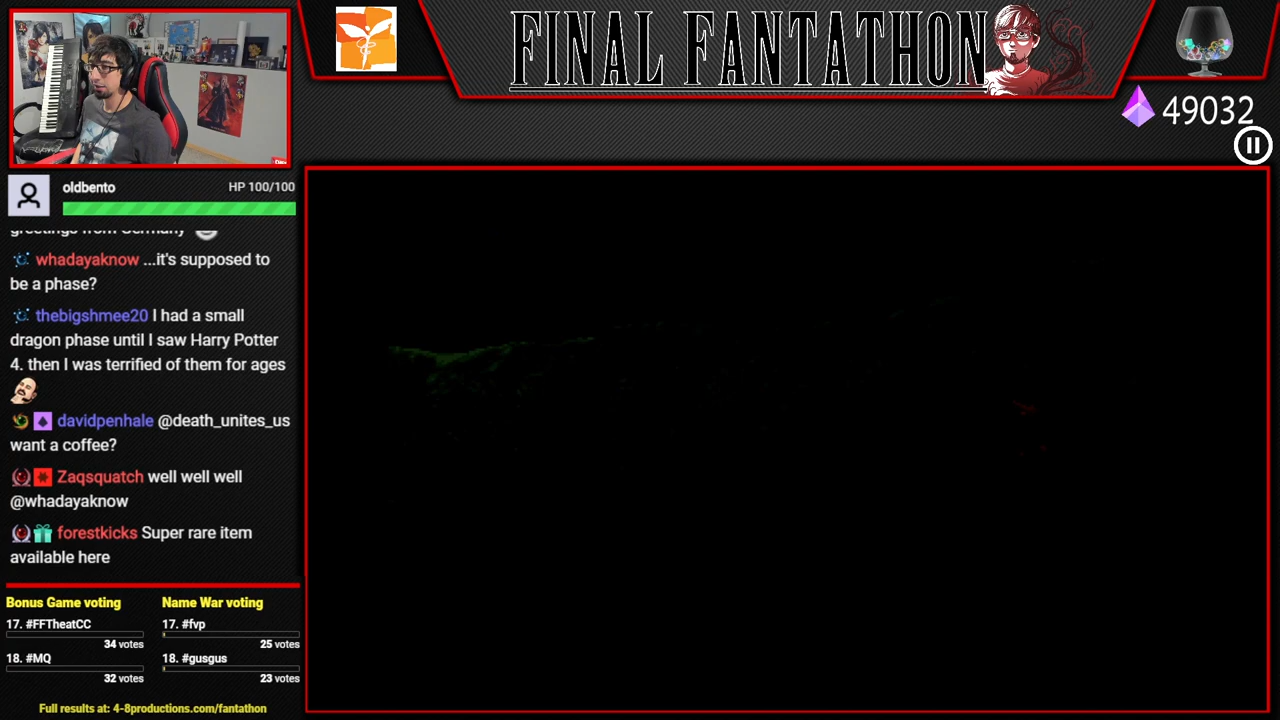 FINAL FANTATHON
49032
oldbento
HP 100/100
greetings from Germany
whadayaknow ...it's supposed to
be a phase?
thebigshmee20 I had a small
dragon phase until I saw Harry Potter
4. then I was terrified of them for ages
davidpenhale @death_unites_us
want a coffee?
Zaqsquatch well well well
@whadayaknow
forestkicks Super rare item
available here
Bonus Game voting
17. #FFTheatCC
34 votes
18. #MQ
32 votes
Name War voting
17. #fvp
25 votes
18. #gusgus
23 votes
Full results at: 4-8productions.com/fantathon